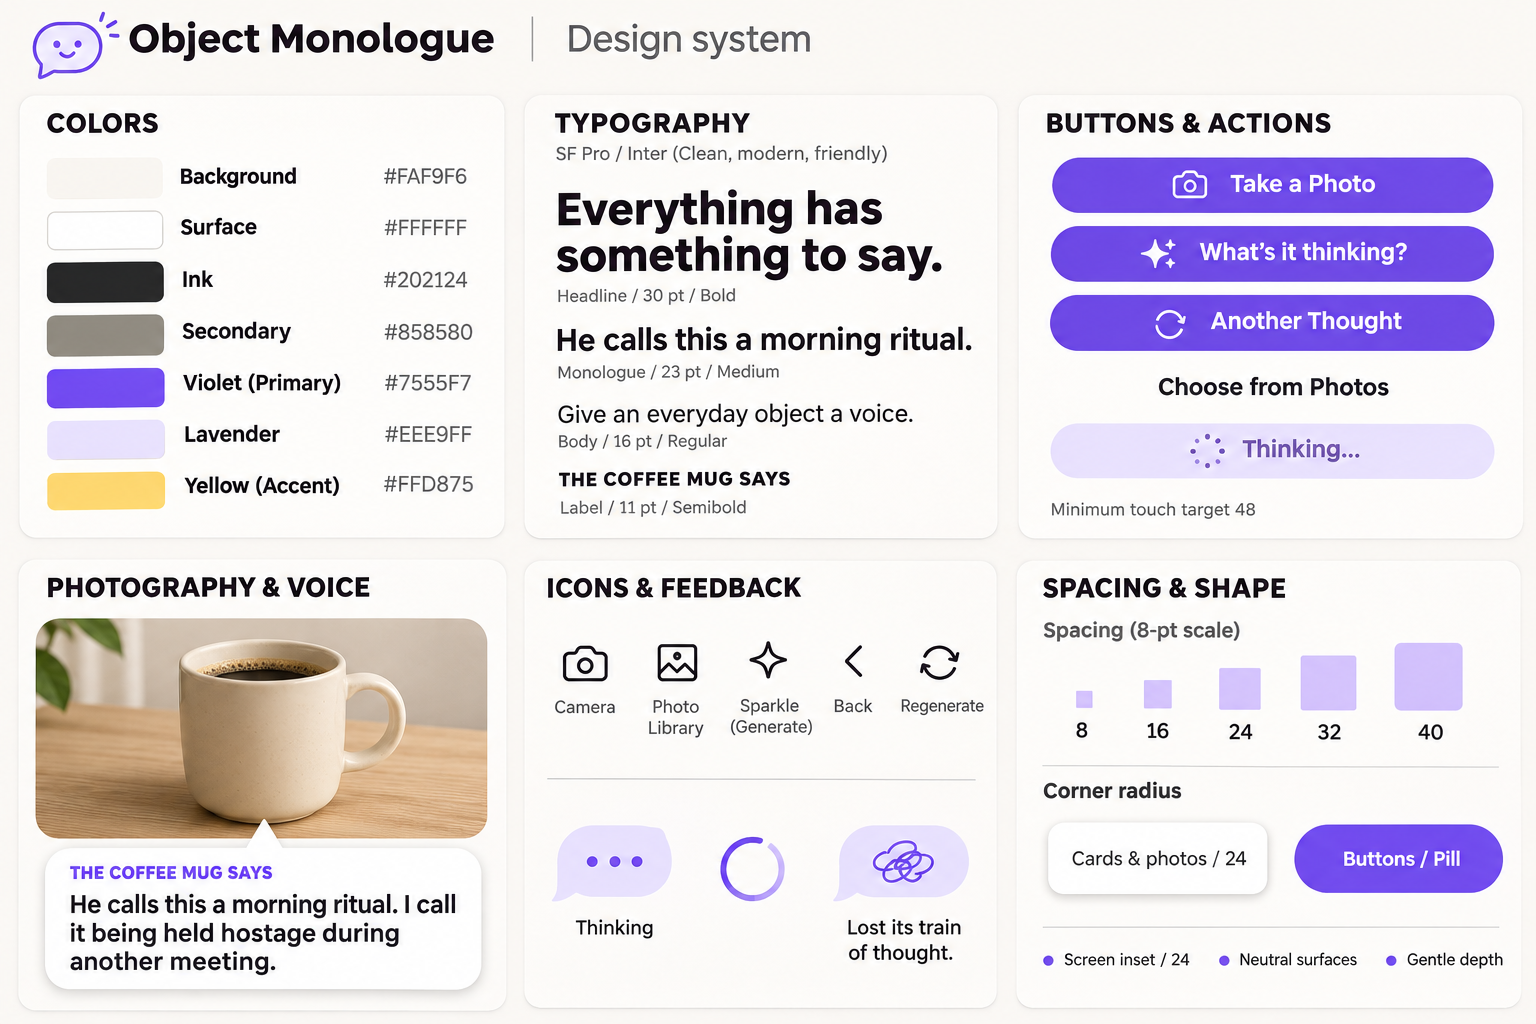 Object Monologue
Design system
COLORS
Background #FAF9F6
Surface #FFFFFF
Ink #202124
Secondary #858580
Violet (Primary) #7555F7
Lavender #EEE9FF
Yellow (Accent) #FFD875
TYPOGRAPHY
SF Pro / Inter (Clean, modern, friendly)
Everything has
something to say.
Headline / 30 pt / Bold
He calls this a morning ritual.
Monologue / 23 pt / Medium
Give an everyday object a voice.
Body / 16 pt / Regular
THE COFFEE MUG SAYS
Label / 11 pt / Semibold
BUTTONS & ACTIONS
Take a Photo
What's it thinking?
Another Thought
Choose from Photos
Thinking...
Minimum touch target 48
PHOTOGRAPHY & VOICE
THE COFFEE MUG SAYS
He calls this a morning ritual. I call
it being held hostage during
another meeting.
ICONS & FEEDBACK
Camera
Photo
Library
Sparkle
(Generate)
Back
Regenerate
Thinking
Lost its train
of thought.
SPACING & SHAPE
Spacing (8-pt scale)
8 16 24 32 40
Corner radius
Cards & photos / 24
Buttons / Pill
Screen inset / 24
Neutral surfaces
Gentle depth